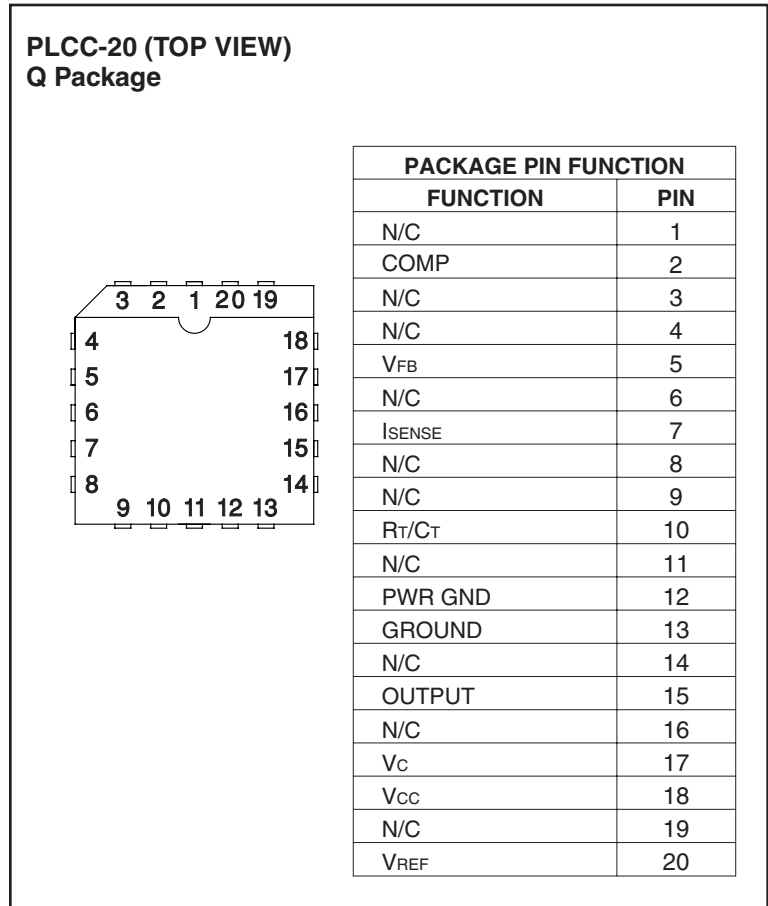 PLCC-20 (TOP VIEW)
Q Package
3 2 1 20 19
4 18
5 17
6 16
7 15
8 14
9 10 11 12 13
PACKAGE PIN FUNCTION
FUNCTION PIN
N/C 1
COMP 2
N/C 3
N/C 4
VFB 5
N/C 6
ISENSE 7
N/C 8
N/C 9
RT/CT 10
N/C 11
PWR GND 12
GROUND 13
N/C 14
OUTPUT 15
N/C 16
VC 17
VCC 18
N/C 19
VREF 20